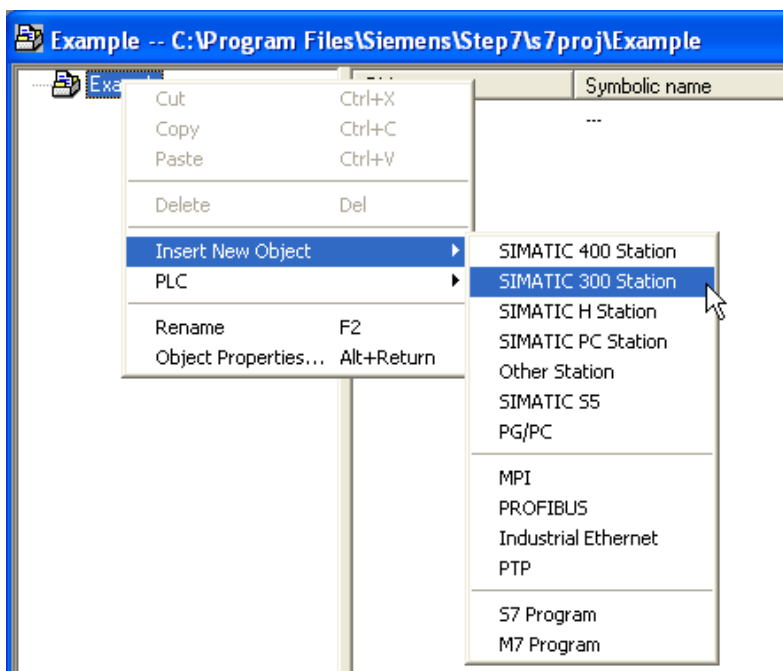 Example -- C:\Program Files\Siemens\Step7\s7proj\Example
Symbolic name
---
Cut Ctrl+X
Copy Ctrl+C
Paste Ctrl+V
Delete Del
Insert New Object
PLC
Rename F2
Object Properties... Alt+Return
SIMATIC 400 Station
SIMATIC 300 Station
SIMATIC H Station
SIMATIC PC Station
Other Station
SIMATIC S5
PG/PC
MPI
PROFIBUS
Industrial Ethernet
PTP
S7 Program
M7 Program